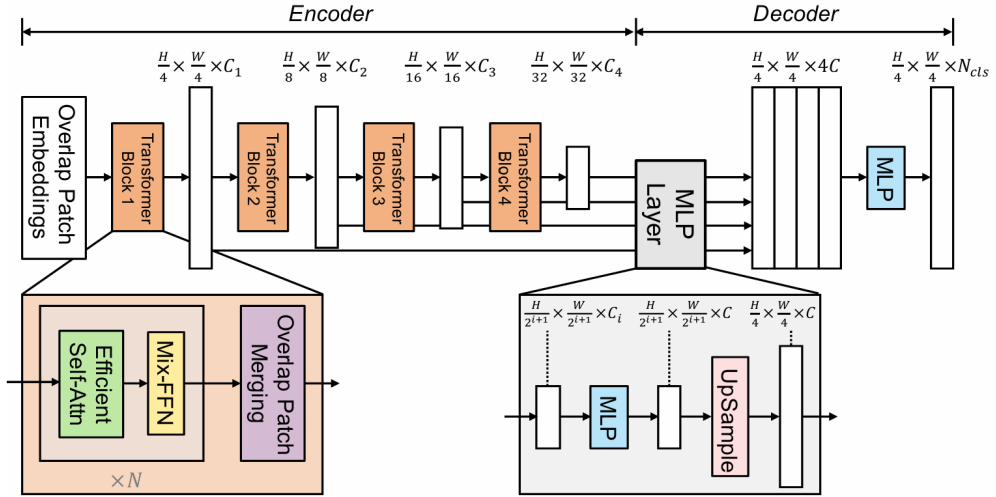 Encoder
Decoder
H/4 × W/4 × C₁
H/8 × W/8 × C₂
H/16 × W/16 × C₃
H/32 × W/32 × C₄
H/4 × W/4 × 4C
H/4 × W/4 × N_cls
Overlap Patch
Embeddings
Transformer
Block 1
Transformer
Block 2
Transformer
Block 3
Transformer
Block 4
MLP
Layer
MLP
Efficient
Self-Attn
Mix-FFN
Overlap Patch
Merging
×N
H/2^{i+1} × W/2^{i+1} × C_i
H/2^{i+1} × W/2^{i+1} × C
H/4 × W/4 × C
MLP
UpSample